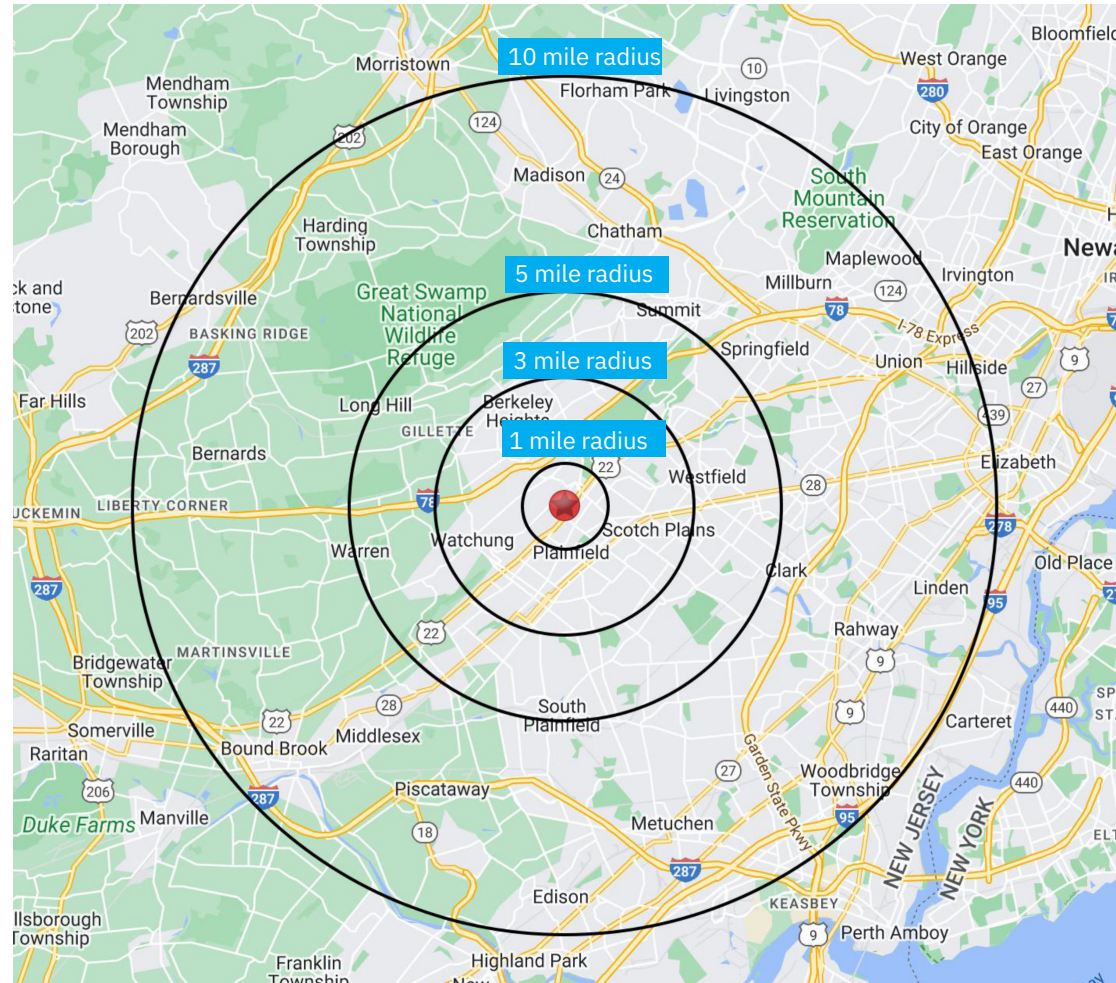 Bloomfield
10 mile radius
Morristown
West Orange
10
280
Mendham
Township
Florham Park
Livingston
202
124
City of Orange
Mendham
Borough
East Orange
Madison
24
South
Mountain
Reservation
Harding
Township
Chatham
Newa
Maplewood
5 mile radius
Irvington
ck and
stone
Bernardsville
Great Swamp
National
Wildlife
Refuge
Millburn
124
Summit
78
I-78 Express
202
BASKING RIDGE
Springfield
3 mile radius
9
287
Union
Hillside
27
Far Hills
Long Hill
Berkeley
Heights
439
GILLETTE
1 mile radius
Bernards
22
Westfield
Elizabeth
28
LIBERTY CORNER
78
UCKEMIN
Scotch Plains
278
Watchung
Plainfield
Warren
Clark
Old Place
287
Linden
95
27
22
Rahway
9
MARTINSVILLE
Bridgewater
Township
SP
ST
28
South
Plainfield
9
440
22
Carteret
Somerville
Middlesex
Raritan
Bound Brook
Garden State Pkwy
27
Woodbridge
Township
440
206
287
Piscataway
NEW JERSEY
NEW YORK
Duke Farms
Manville
18
Metuchen
95
ELT
287
Edison
KEASBEY
llsborough
Township
9
Perth Amboy
Highland Park
Franklin
Township
New